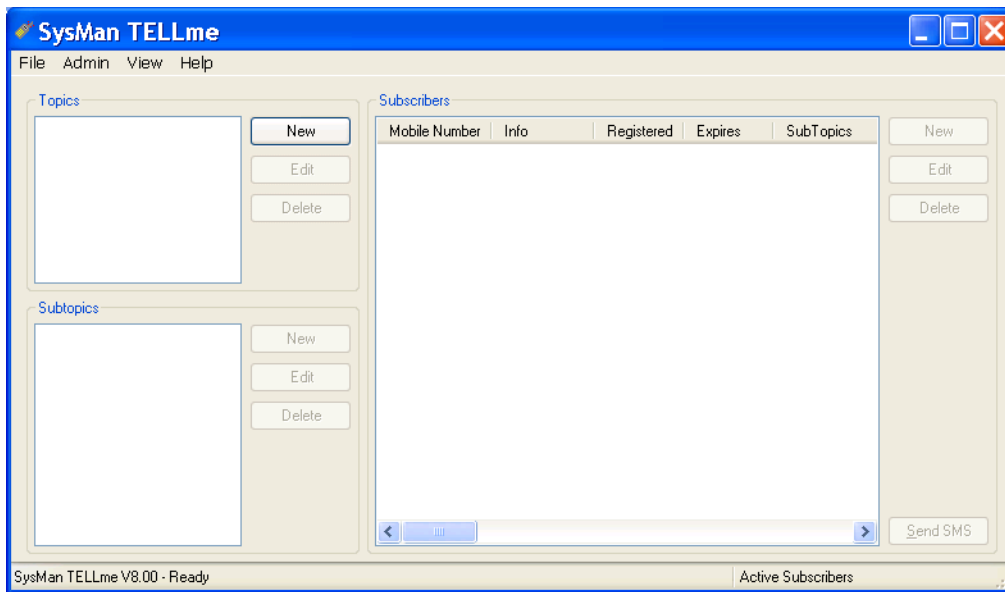 SysMan TELLme
File Admin View Help
Topics
New
Edit
Delete
Subtopics
New
Edit
Delete
Subscribers
Mobile Number Info Registered Expires SubTopics
New
Edit
Delete
Send SMS
SysMan TELLme V8.00 - Ready
Active Subscribers